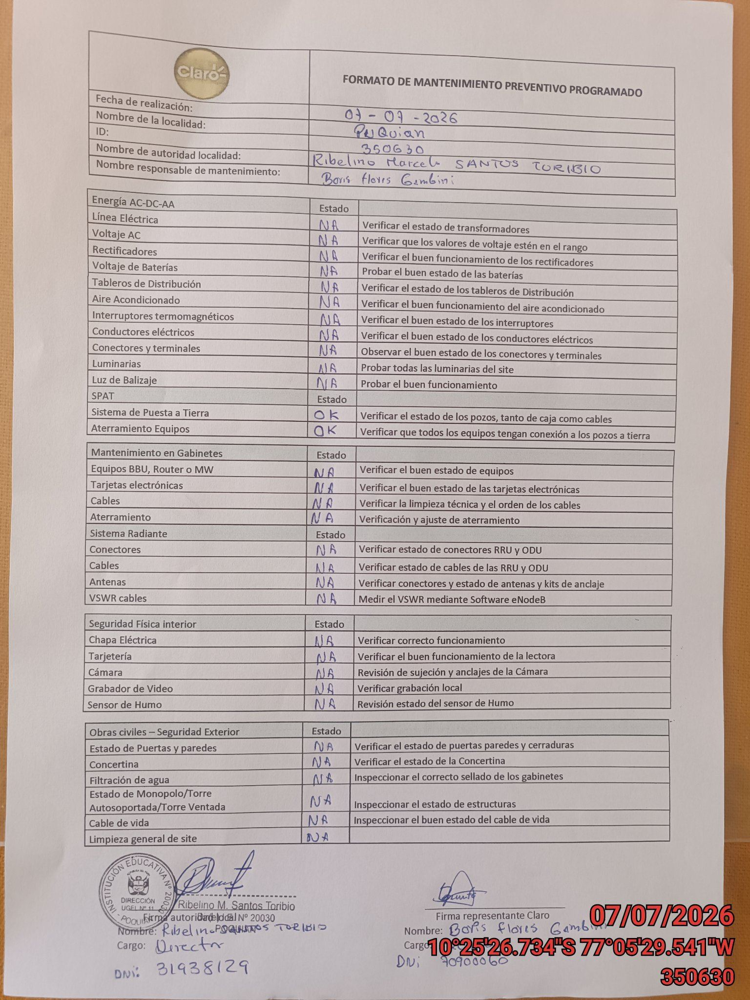 Claro
FORMATO DE MANTENIMIENTO PREVENTIVO PROGRAMADO
Fecha de realización: 07-07-2026
Nombre de la localidad: PuQuian
ID: 350630
Nombre de autoridad localidad: Ribelino Marcelo SANTOS TORIBIO
Nombre responsable de mantenimiento: Boris flores Gambini
Energía AC-DC-AA Estado
Línea Eléctrica NA Verificar el estado de transformadores
Voltaje AC NA Verificar que los valores de voltaje estén en el rango
Rectificadores NA Verificar el buen funcionamiento de los rectificadores
Voltaje de Baterías NA Probar el buen estado de las baterías
Tableros de Distribución NA Verificar el estado de los tableros de Distribución
Aire Acondicionado NA Verificar el buen funcionamiento del aire acondicionado
Interruptores termomagnéticos NA Verificar el buen estado de los interruptores
Conductores eléctricos NA Verificar el buen estado de los conductores eléctricos
Conectores y terminales NA Observar el buen estado de los conectores y terminales
Luminarias NA Probar todas las luminarias del site
Luz de Balizaje NA Probar el buen funcionamiento
SPAT Estado
Sistema de Puesta a Tierra OK Verificar el estado de los pozos, tanto de caja como cables
Aterramiento Equipos OK Verificar que todos los equipos tengan conexión a los pozos a tierra
Mantenimiento en Gabinetes Estado
Equipos BBU, Router o MW NA Verificar el buen estado de equipos
Tarjetas electrónicas NA Verificar el buen estado de las tarjetas electrónicas
Cables NA Verificar la limpieza técnica y el orden de los cables
Aterramiento NA Verificación y ajuste de aterramiento
Sistema Radiante Estado
Conectores NA Verificar estado de conectores RRU y ODU
Cables NA Verificar estado de cables de las RRU y ODU
Antenas NA Verificar conectores y estado de antenas y kits de anclaje
VSWR cables NA Medir el VSWR mediante Software eNodeB
Seguridad Física interior Estado
Chapa Eléctrica NA Verificar correcto funcionamiento
Tarjetería NA Verificar el buen funcionamiento de la lectora
Cámara NA Revisión de sujeción y anclajes de la Cámara
Grabador de Video NA Verificar grabación local
Sensor de Humo NA Revisión estado del sensor de Humo
Obras civiles – Seguridad Exterior Estado
Estado de Puertas y paredes NA Verificar el estado de puertas paredes y cerraduras
Concertina NA Verificar el estado de la Concertina
Filtración de agua NA Inspeccionar el correcto sellado de los gabinetes
Estado de Monopolo/Torre
Autosoportada/Torre Ventada NA Inspeccionar el estado de estructuras
Cable de vida NA Inspeccionar el buen estado del cable de vida
Limpieza general de site NA
INSTITUCIÓN EDUCATIVA Nº 20030
DIRECCIÓN
UGEL Nº 11
- POQUIAN -
Ribelino M. Santos Toribio
Nº 20030
POQUIAN
Firma autoridad local
Nombre: Ribelino SANTOS TORIBIO
Cargo: Director
DNi: 31938129
Firma representante Claro
Nombre: Boris flores Gambini
Cargo:
DNi 70900060
07/07/2026
10°25'26.734"S 77°05'29.541"W
350630